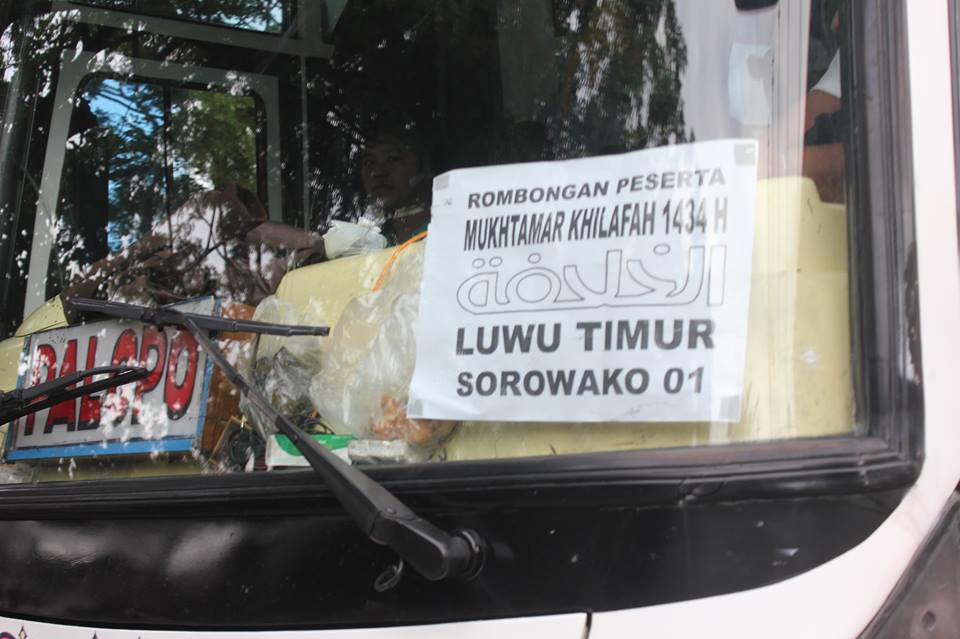 ROMBONGAN PESERTA
MUKHTAMAR KHILAFAH 1434 H
الخلافة
LUWU TIMUR
SOROWAKO 01
PALOPO